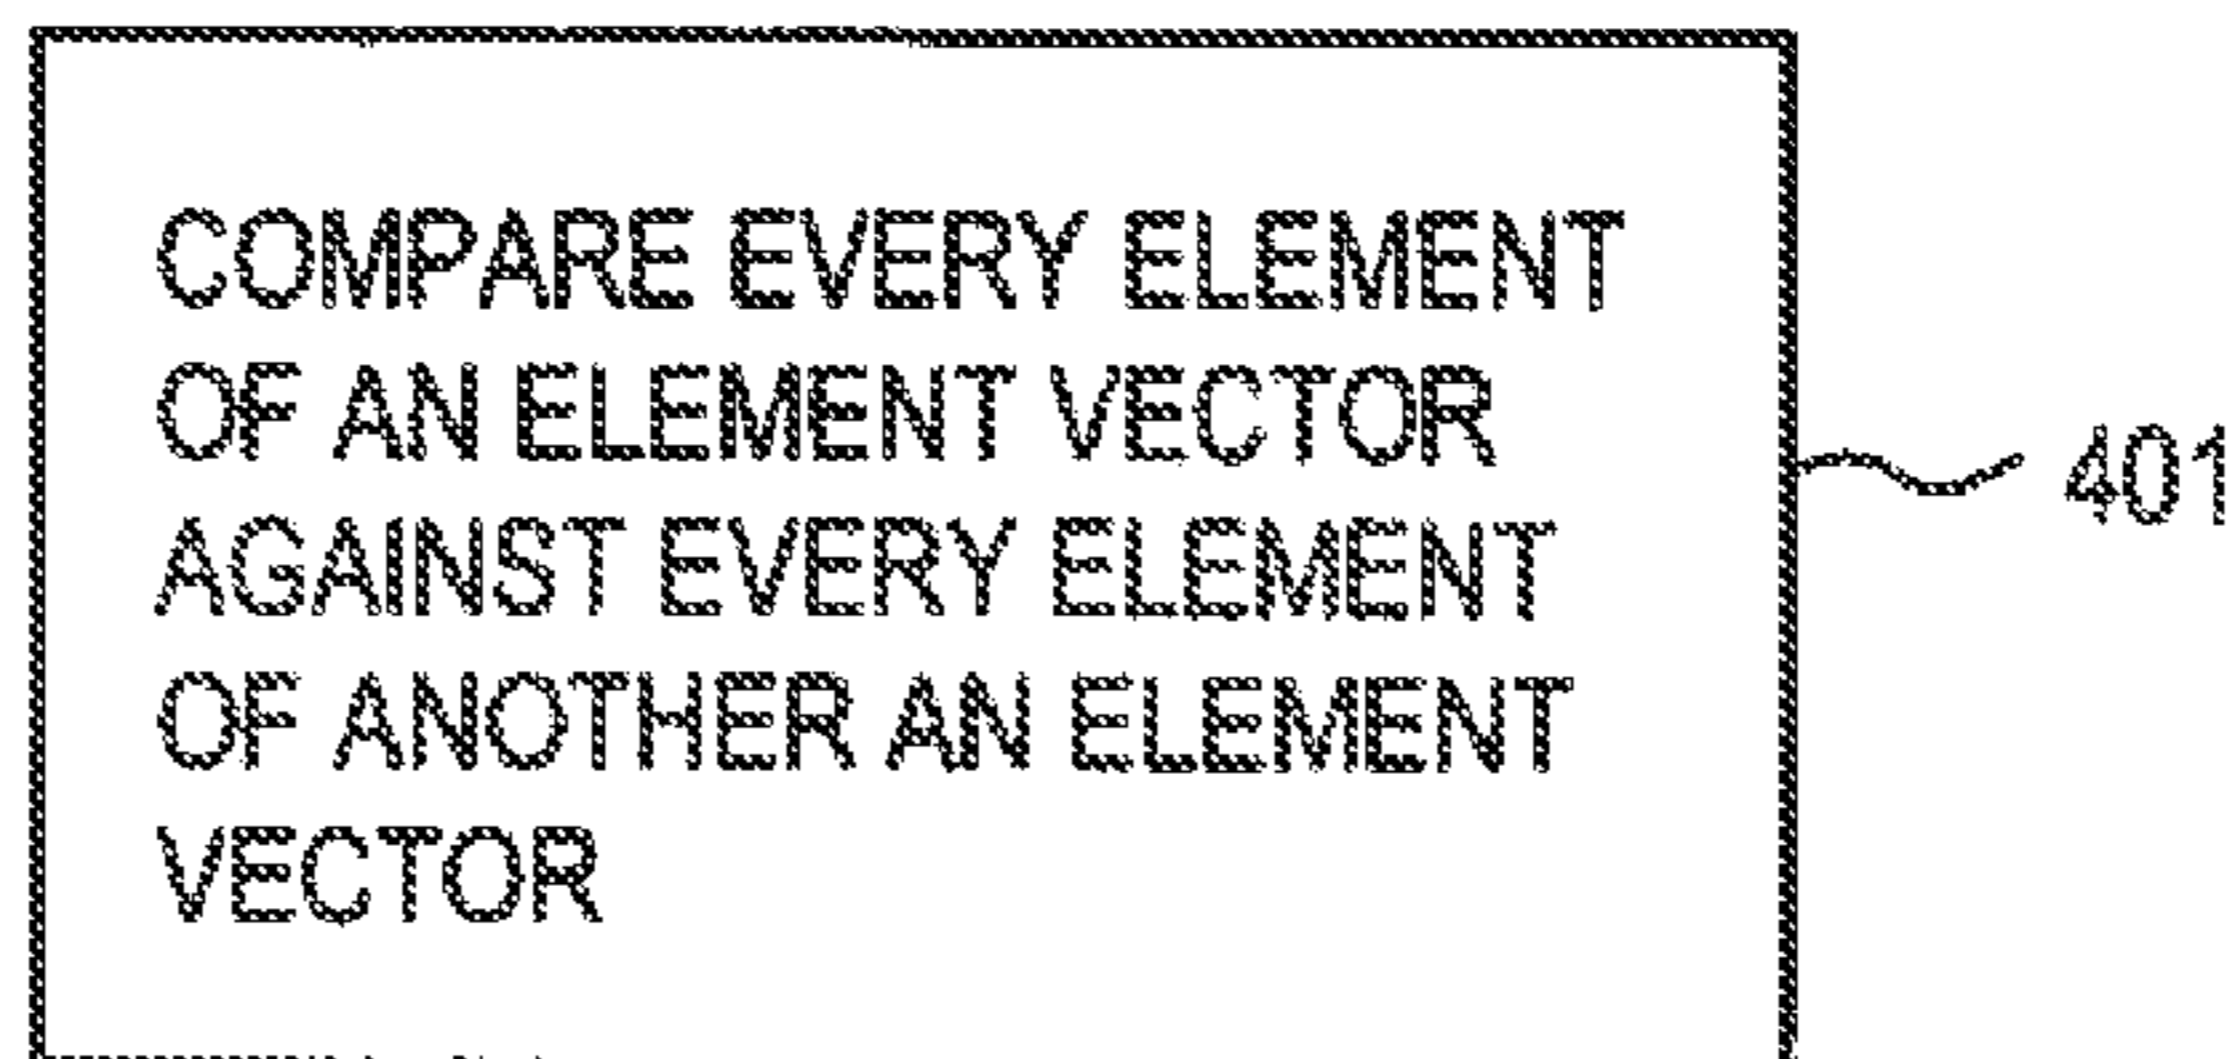 COMPARE EVERY ELEMENT
OF AN ELEMENT VECTOR
AGAINST EVERY ELEMENT
OF ANOTHER AN ELEMENT
VECTOR
401